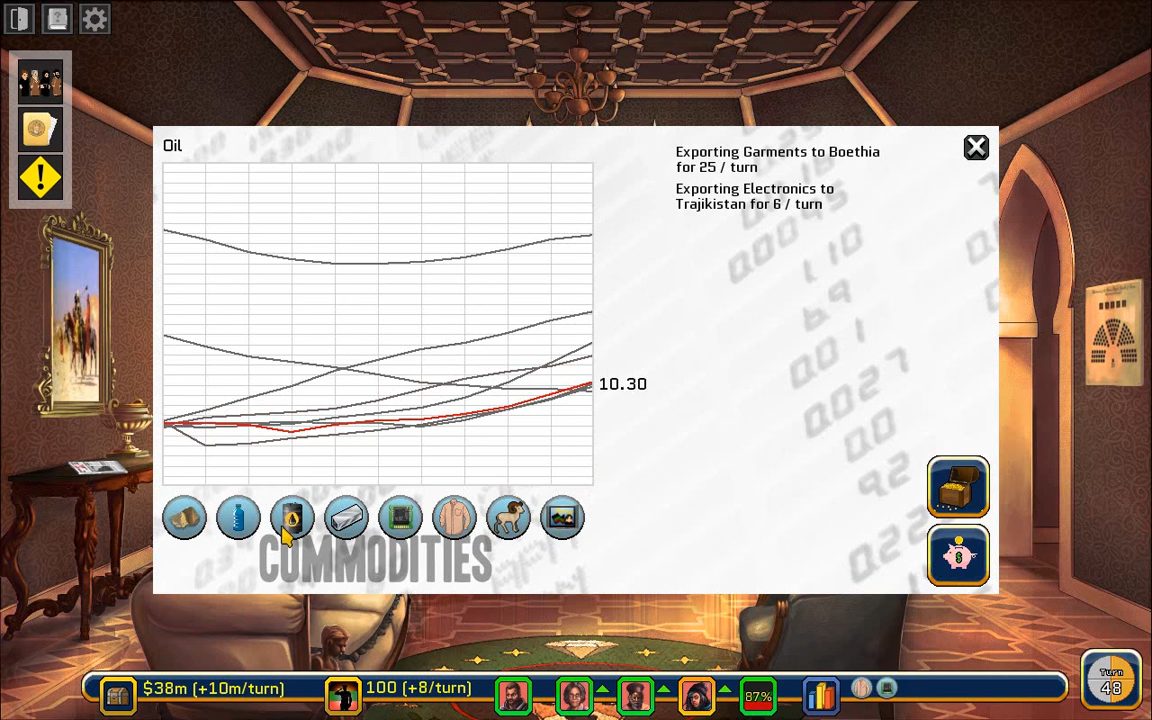 Oil
Exporting Garments to Boethia
for 25 / turn
Exporting Electronics to
Trajikistan for 6 / turn
10.30
COMMODITIES
$38m (+10m/turn)
100 (+8/turn)
87%
Turn
48